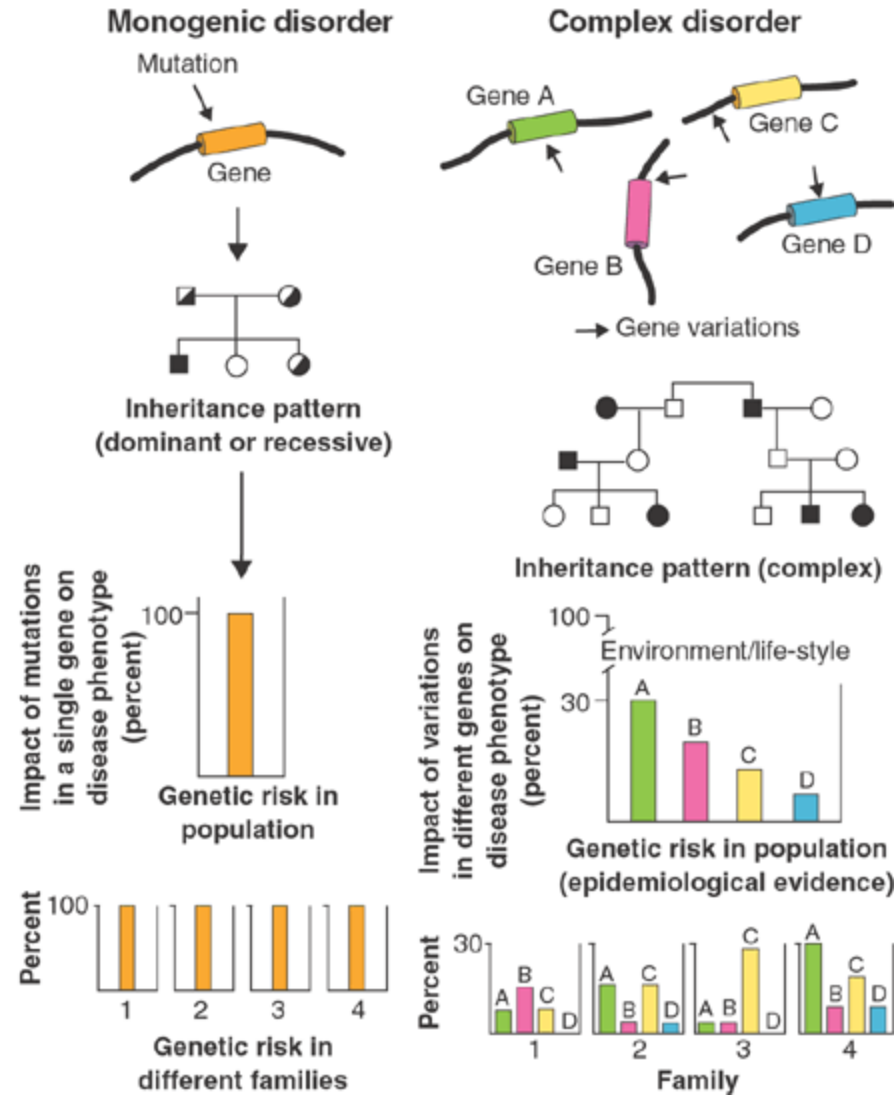 Monogenic disorder
Mutation
Gene
Inheritance pattern
(dominant or recessive)
Impact of mutations
in a single gene on
disease phenotype
(percent)
100
Genetic risk in
population
Percent
100
1
2
3
4
Genetic risk in
different families
Complex disorder
Gene A
Gene C
Gene B
Gene D
Gene variations
Inheritance pattern (complex)
Impact of variations
in different genes on
disease phenotype
(percent)
100
Environment/life-style
30
A
B
C
D
Genetic risk in population
(epidemiological evidence)
Percent
30
A
B
C
D
A
B
C
D
A
B
C
D
A
B
C
D
1
2
3
4
Family